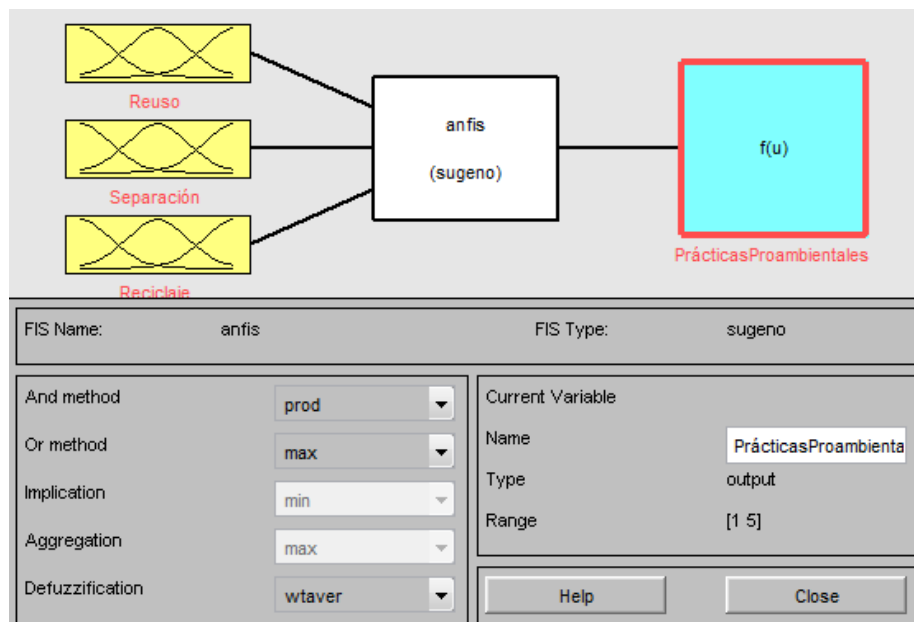 Reuso
Separación
Reciclaje
anfis
(sugeno)
f(u)
PrácticasProambientales
FIS Name: anfis FIS Type: sugeno
And method prod
Or method max
Implication min
Aggregation max
Defuzzification wtaver
Current Variable
Name PrácticasProambienta
Type output
Range [1 5]
Help Close